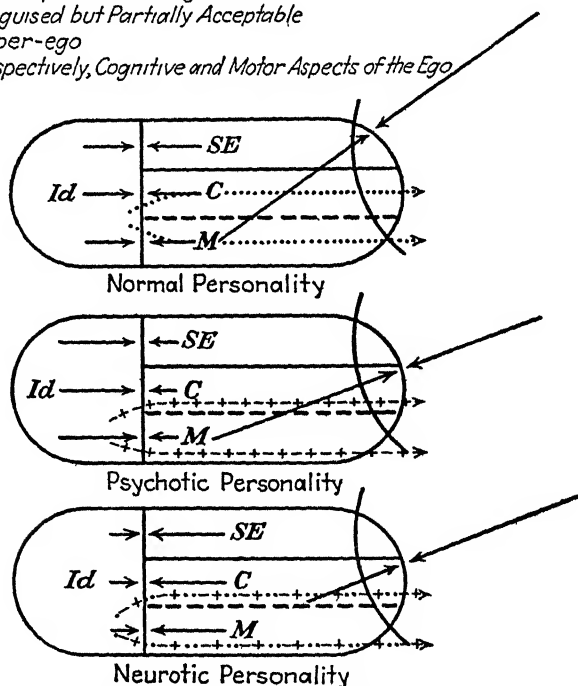 guised but Partially Acceptable
per-ego
spectively, Cognitive and Motor Aspects of the Ego
SE
Id C
M
Normal Personality
SE
Id C
M
Psychotic Personality
SE
Id C
M
Neurotic Personality